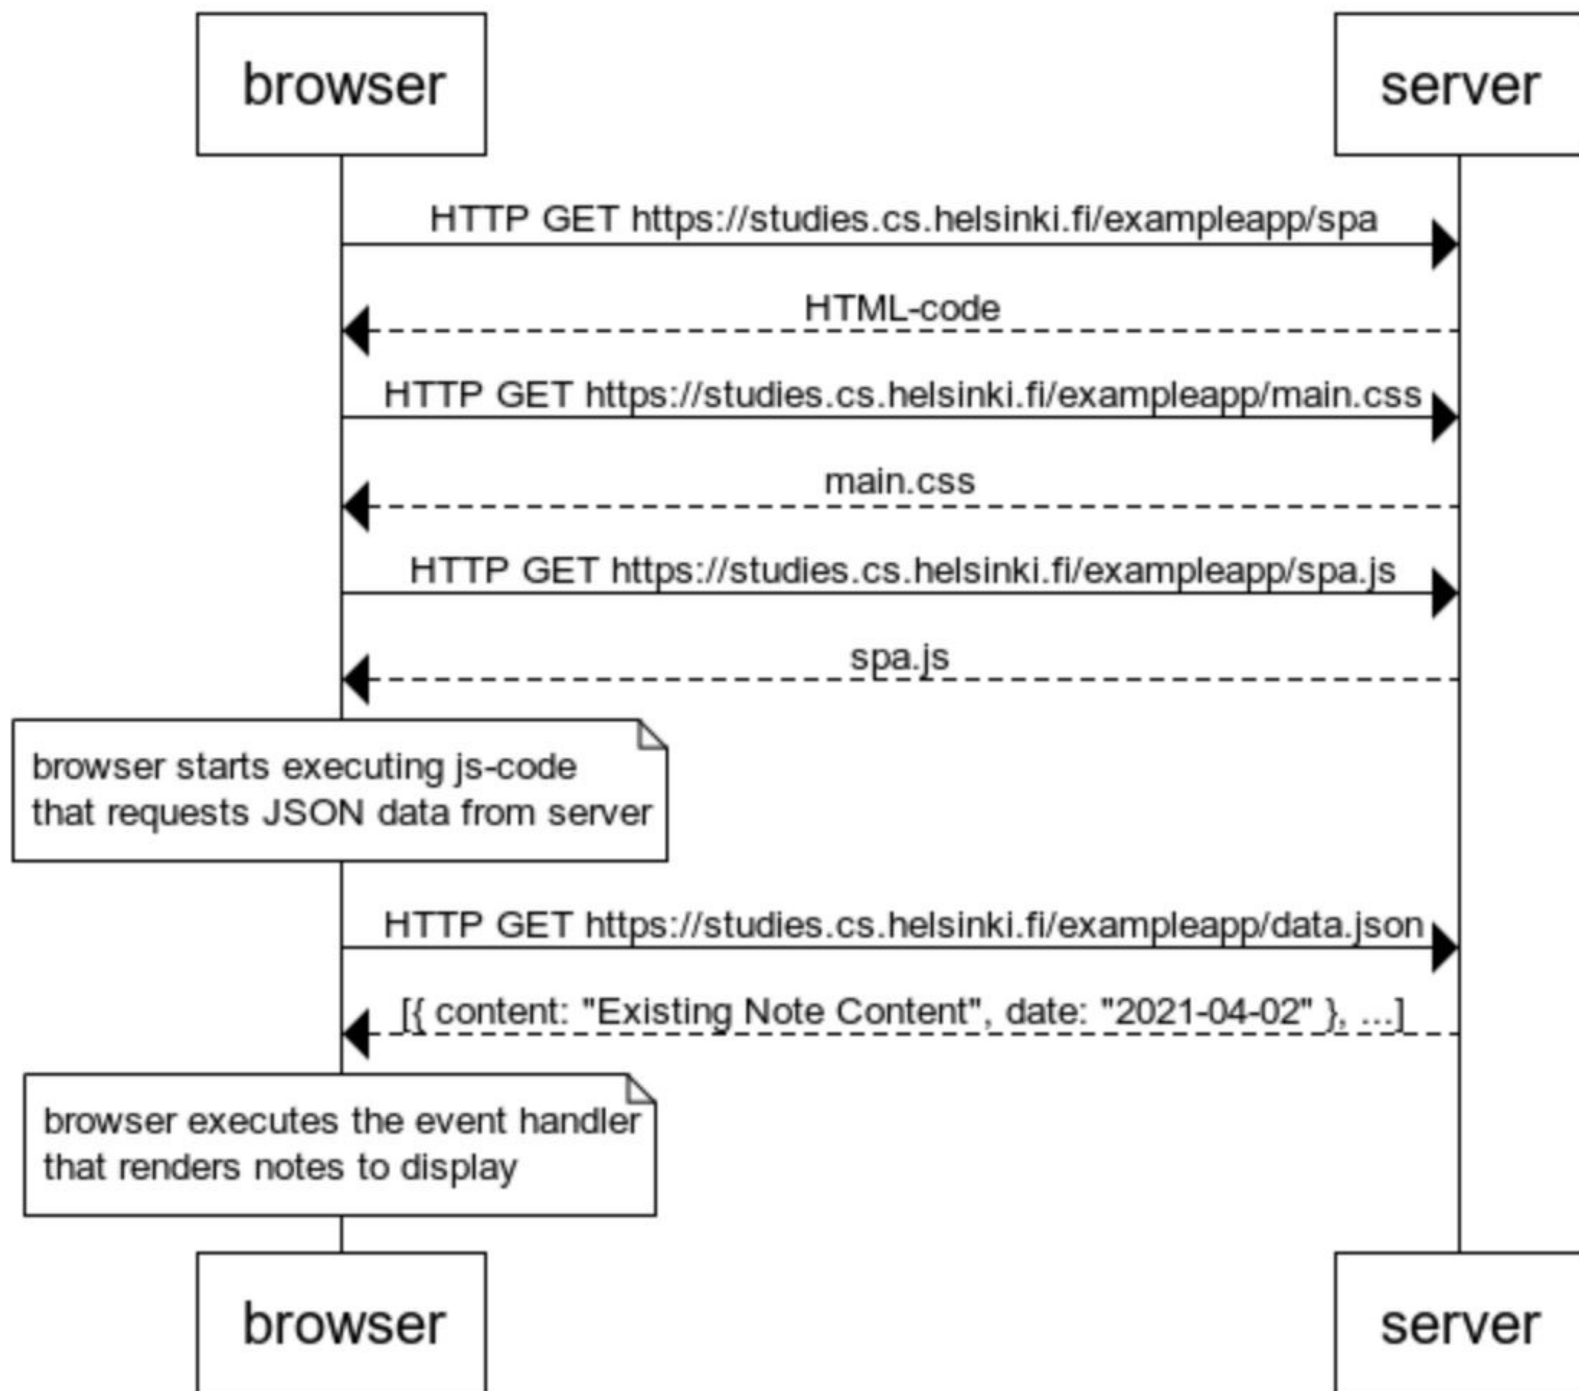 browser
server
HTTP GET https://studies.cs.helsinki.fi/exampleapp/spa
HTML-code
HTTP GET https://studies.cs.helsinki.fi/exampleapp/main.css
main.css
HTTP GET https://studies.cs.helsinki.fi/exampleapp/spa.js
spa.js
browser starts executing js-code
that requests JSON data from server
HTTP GET https://studies.cs.helsinki.fi/exampleapp/data.json
[{ content: "Existing Note Content", date: "2021-04-02" }, ...]
browser executes the event handler
that renders notes to display
browser
server